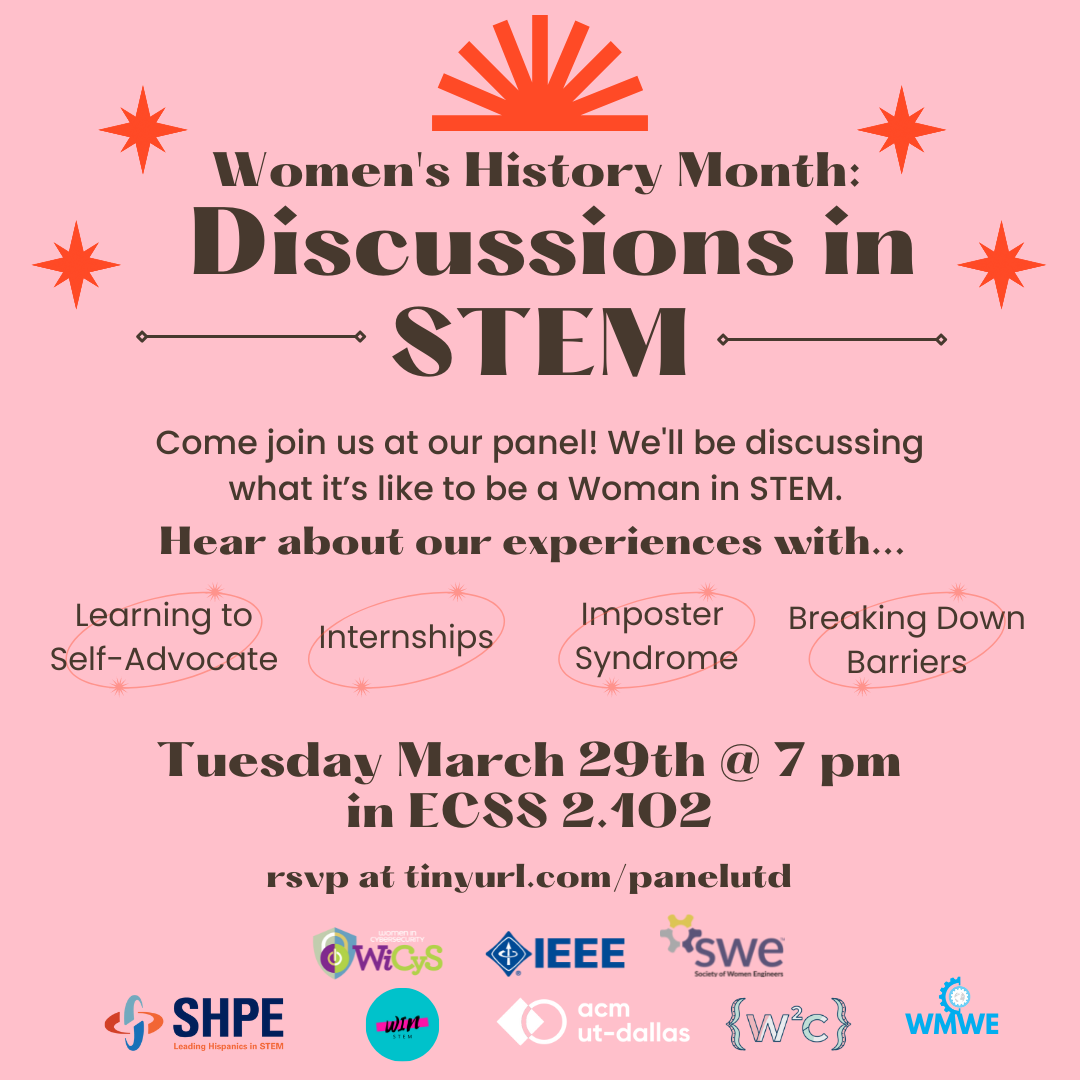 Women's History Month:
Discussions in
STEM
Come join us at our panel! We'll be discussing
what it’s like to be a Woman in STEM.
Hear about our experiences with...
Learning to
Self-Advocate
Internships
Imposter
Syndrome
Breaking Down
Barriers
Tuesday March 29th @ 7 pm
in ECSS 2.102
rsvp at tinyurl.com/panelutd
women in
cybersecurity
WiCyS
IEEE
swe
Society of Women Engineers
SHPE
Leading Hispanics in STEM
WIN
STEM
acm
ut-dallas
{W²C}
WMWE